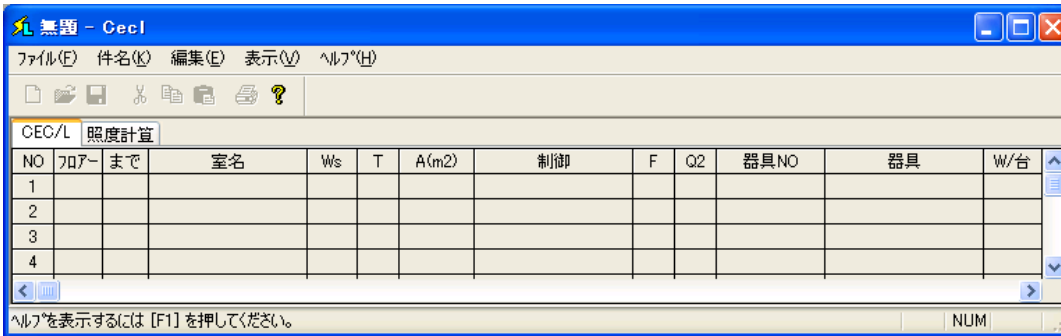 無題 - Cecl
ﾌｧｲﾙ(F) 件名(K) 編集(E) 表示(V) ﾍﾙﾌﾟ(H)
CEC/L 照度計算
NO ﾌﾛｱｰ まで 室名 Ws T A(m2) 制御 F Q2 器具NO 器具 W/台
1
2
3
4
ﾍﾙﾌﾟを表示するには [F1] を押してください。 NUM